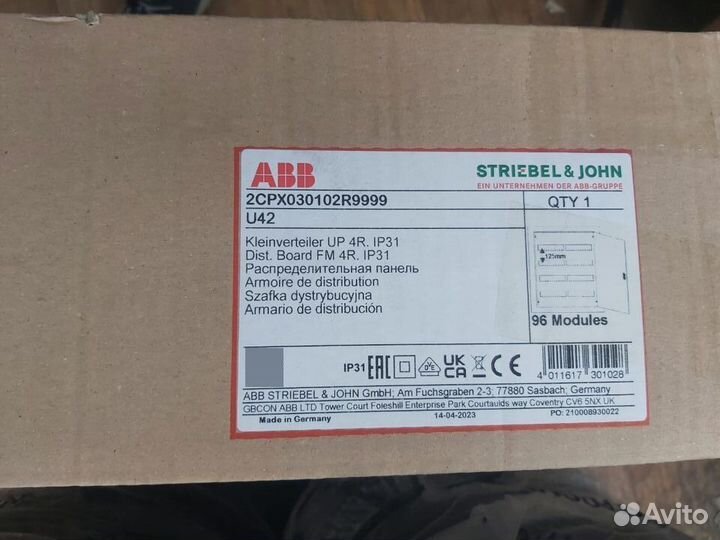 ABB
STRIEBEL & JOHN
EIN UNTERNEHMEN DER ABB-GRUPPE
2CPX030102R9999
QTY 1
U42
Kleinverteiler UP 4R. IP31
Dist. Board FM 4R. IP31
Распределительная панель
Armoire de distribution
Szafka dystrybucyjna
Armario de distribución
125mm
96 Modules
IP31 EAC VDE UK CA CE
4 011617 301028
ABB STRIEBEL & JOHN GmbH; Am Fuchsgraben 2-3; 77880 Sasbach; Germany
GBCON ABB LTD Tower Court Foleshill Enterprise Park Courtaulds way Coventry CV6 5NX UK
Made in Germany
14-04-2023
PO: 210008930022
Avito